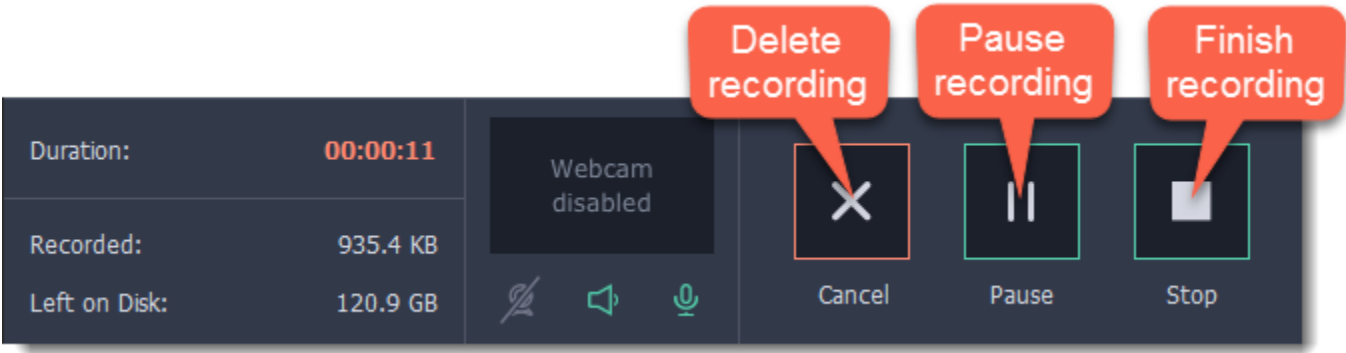 Delete
recording
Pause
recording
Finish
recording
Duration: 00:00:11
Recorded: 935.4 KB
Left on Disk: 120.9 GB
Webcam
disabled
Cancel
Pause
Stop